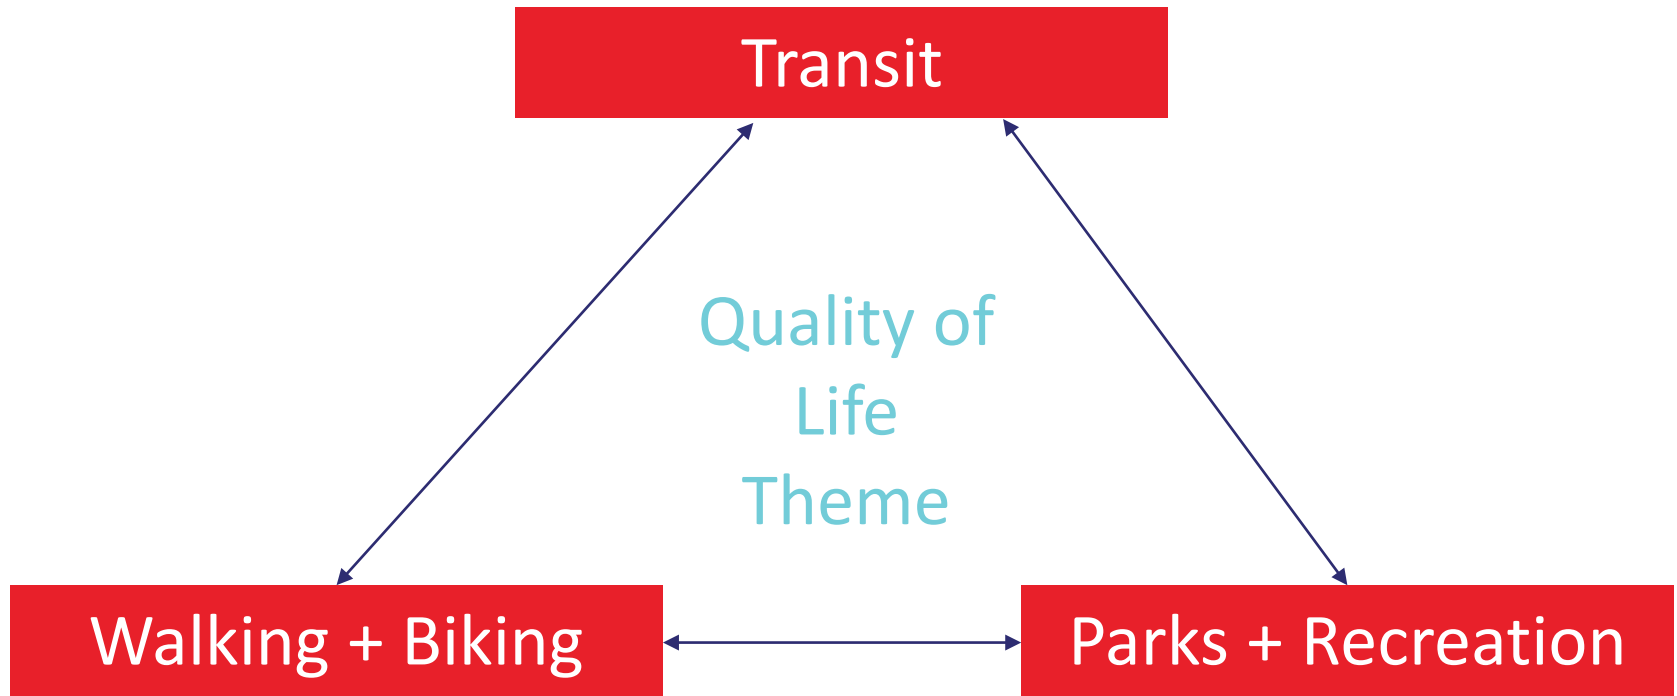 Transit
Quality of
Life
Theme
Walking + Biking
Parks + Recreation